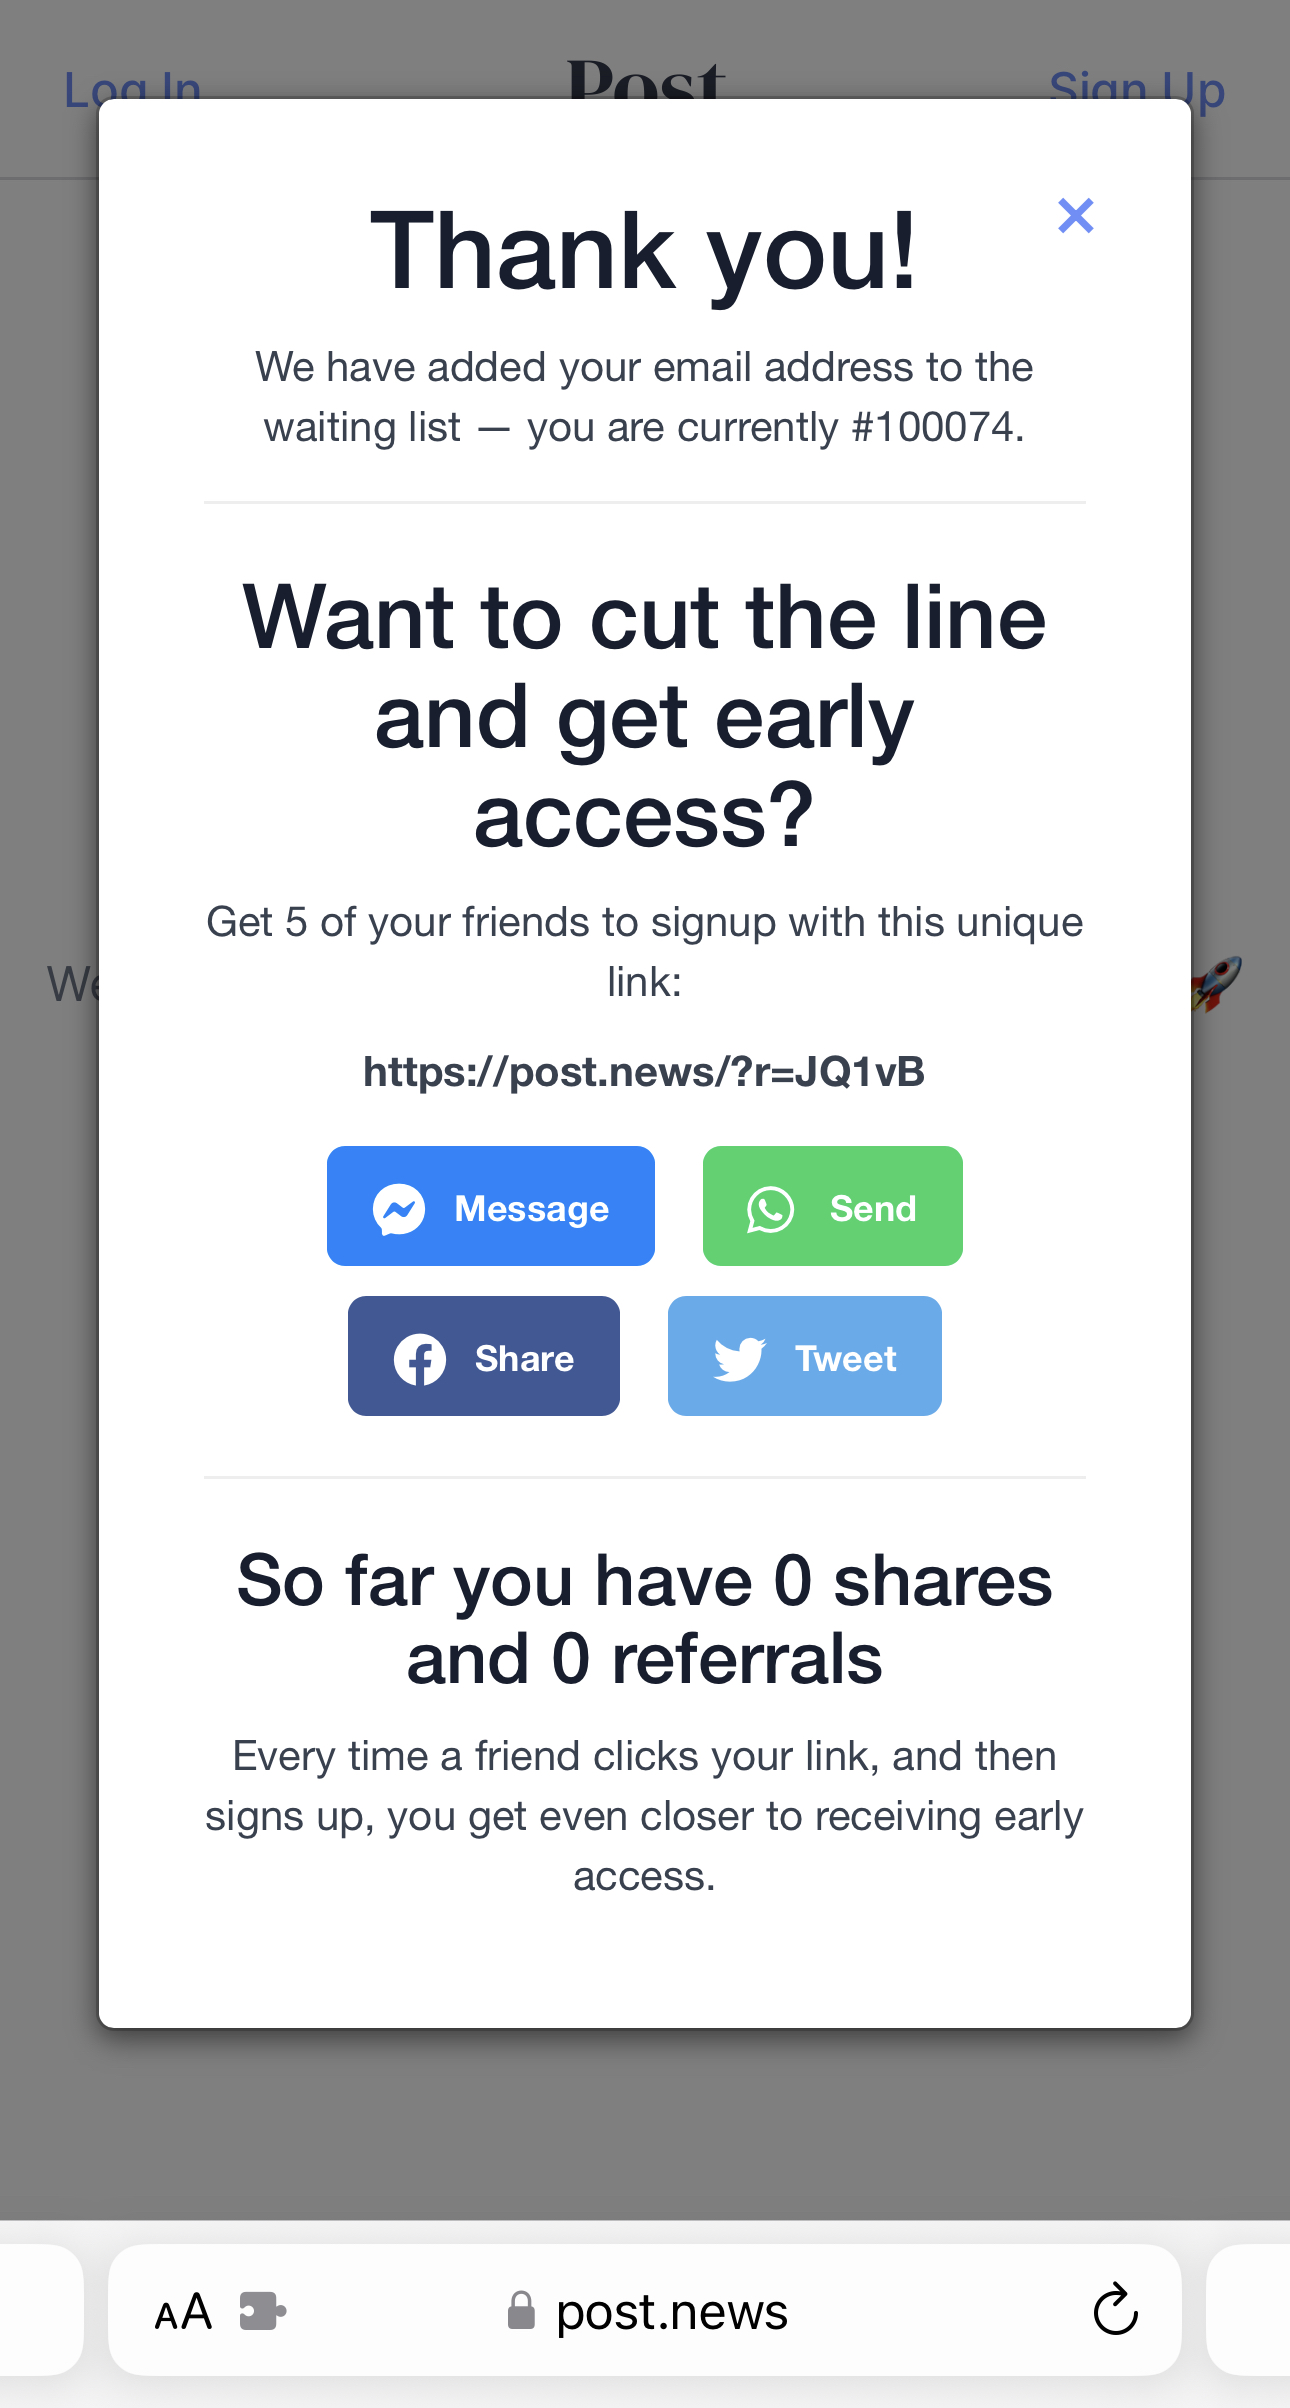 Log In
Post
Sign Up
Thank you!
We have added your email address to the
waiting list — you are currently #100074.
Want to cut the line
and get early
access?
Get 5 of your friends to signup with this unique
link:
We
https://post.news/?r=JQ1vB
Message
Send
Share
Tweet
So far you have 0 shares
and 0 referrals
Every time a friend clicks your link, and then
signs up, you get even closer to receiving early
access.
AA
post.news